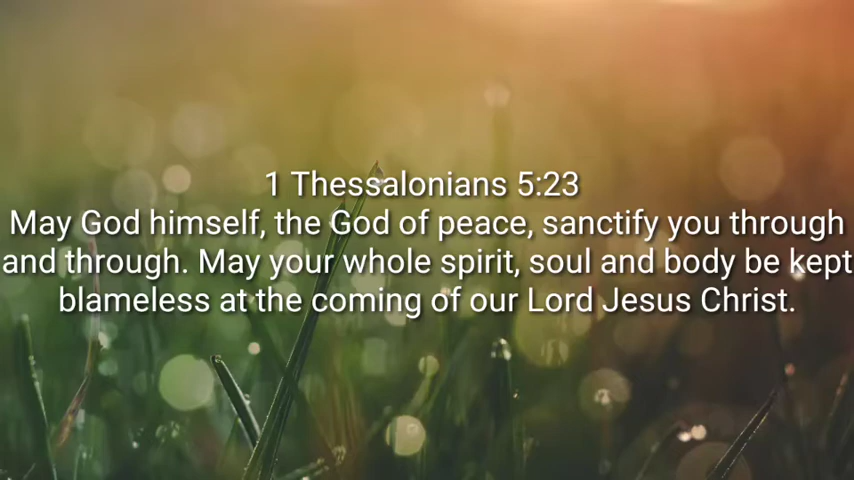 1 Thessalonians 5:23
May God himself, the God of peace, sanctify you through
and through. May your whole spirit, soul and body be kept
blameless at the coming of our Lord Jesus Christ.